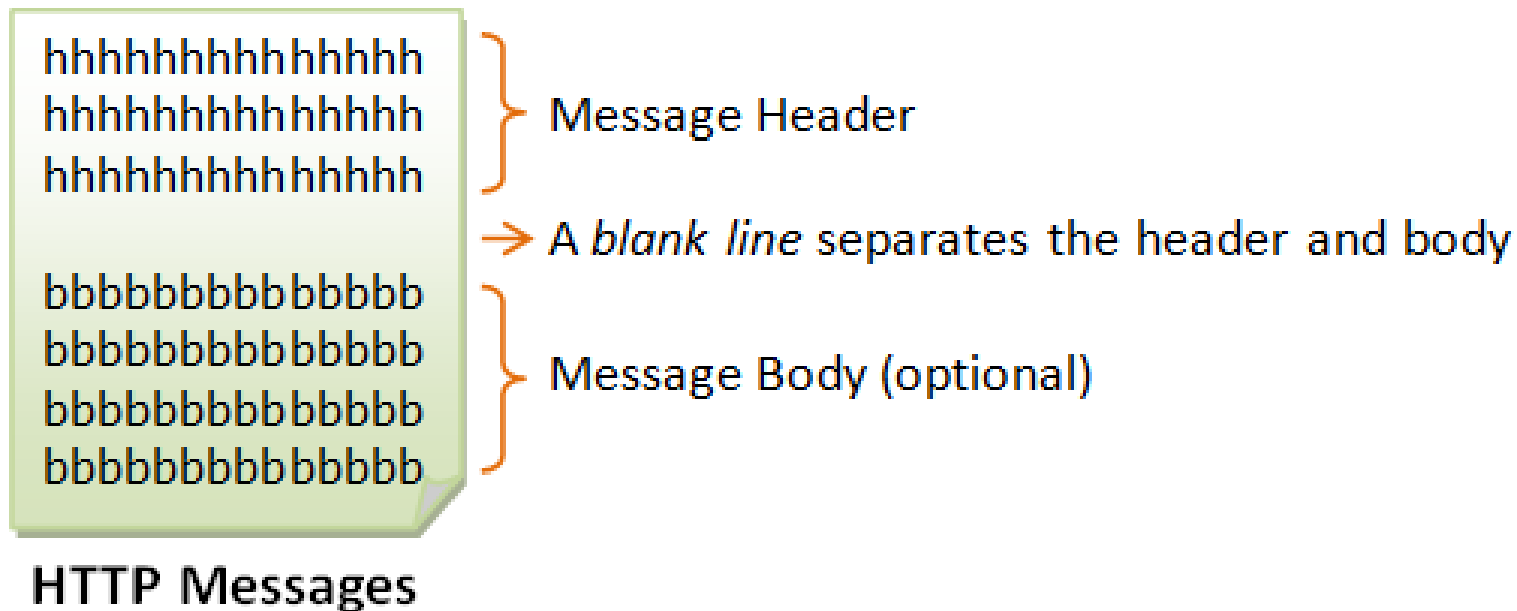 hhhhhhhhhhhhhh
hhhhhhhhhhhhhh
hhhhhhhhhhhhhh
Message Header
A blank line separates the header and body
bbbbbbbbbbbbbb
bbbbbbbbbbbbbb
bbbbbbbbbbbbbb
bbbbbbbbbbbbbb
Message Body (optional)
HTTP Messages